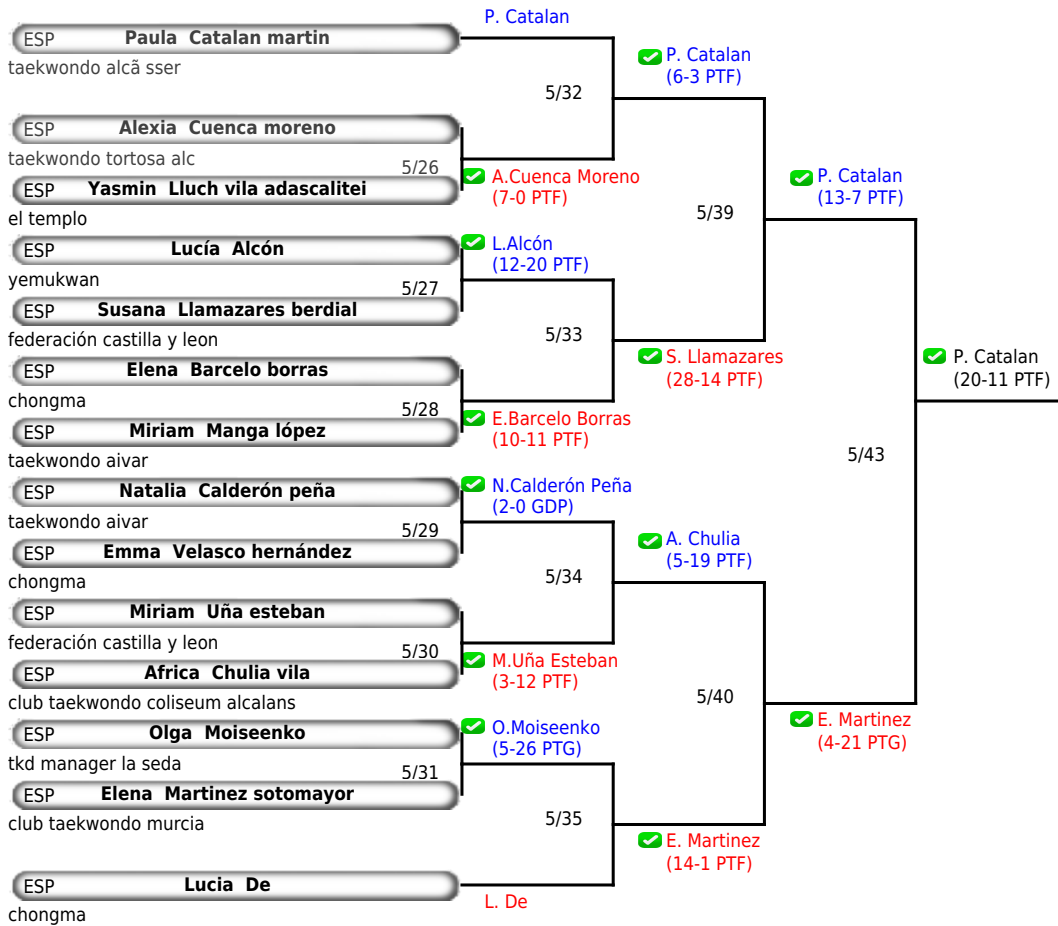 P. Catalan
ESP Paula Catalan martin
taekwondo alcã sser
P. Catalan
(6-3 PTF)
5/32
ESP Alexia Cuenca moreno
taekwondo tortosa alc
5/26
A.Cuenca Moreno
(7-0 PTF)
P. Catalan
(13-7 PTF)
ESP Yasmin Lluch vila adascalitei
el templo
5/39
ESP Lucía Alcón
L.Alcón
(12-20 PTF)
yemukwan
5/27
ESP Susana Llamazares berdial
federación castilla y leon
5/33
S. Llamazares
(28-14 PTF)
P. Catalan
(20-11 PTF)
ESP Elena Barcelo borras
chongma
5/28
E.Barcelo Borras
(10-11 PTF)
ESP Miriam Manga lópez
taekwondo aivar
5/43
ESP Natalia Calderón peña
N.Calderón Peña
(2-0 GDP)
taekwondo aivar
5/29
A. Chulia
(5-19 PTF)
ESP Emma Velasco hernández
chongma
5/34
ESP Miriam Uña esteban
federación castilla y leon
5/30
M.Uña Esteban
(3-12 PTF)
ESP Africa Chulia vila
club taekwondo coliseum alcalans
5/40
ESP Olga Moiseenko
O.Moiseenko
(5-26 PTG)
E. Martinez
(4-21 PTG)
tkd manager la seda
5/31
ESP Elena Martinez sotomayor
club taekwondo murcia
5/35
E. Martinez
(14-1 PTF)
ESP Lucia De
L. De
chongma